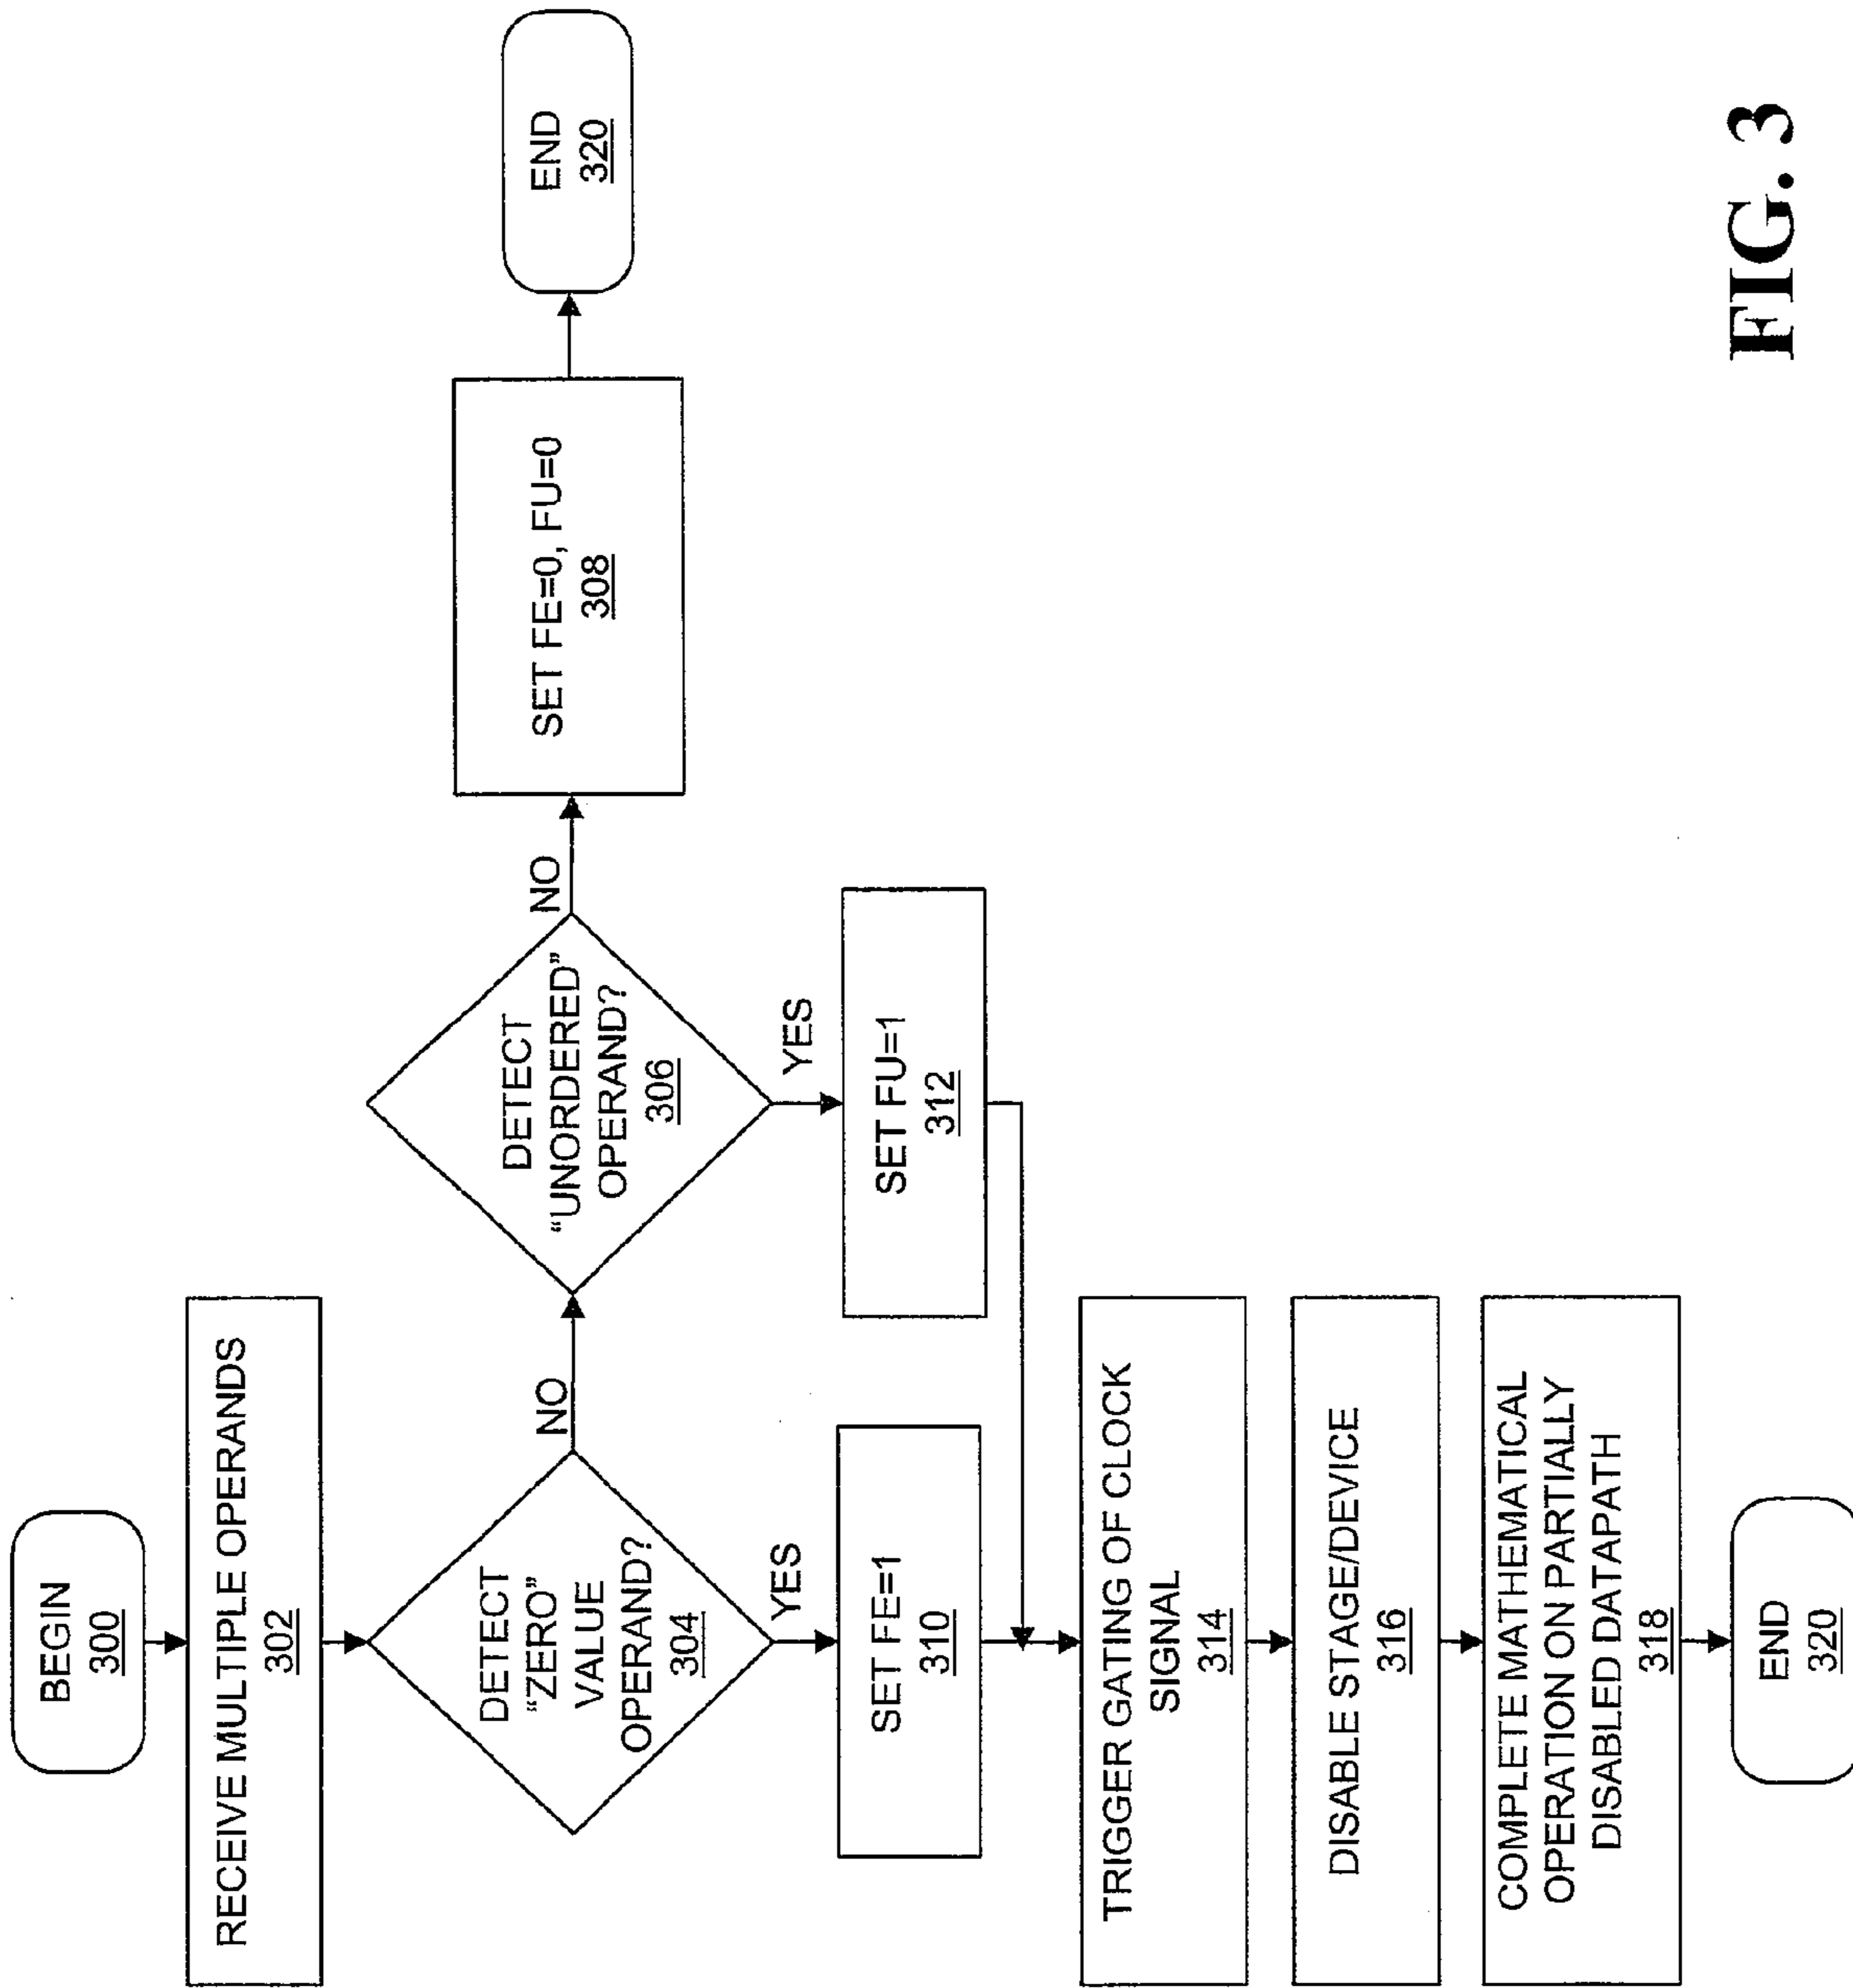 BEGIN
300
RECEIVE MULTIPLE OPERANDS
302
DETECT
“ZERO”
VALUE
OPERAND?
304
NO
YES
DETECT
“UNORDERED”
OPERAND?
306
NO
YES
SET FE=0, FU=0
308
END
320
SET FE=1
310
SET FU=1
312
TRIGGER GATING OF CLOCK
SIGNAL
314
DISABLE STAGE/DEVICE
316
COMPLETE MATHEMATICAL
OPERATION ON PARTIALLY
DISABLED DATAPATH
318
END
320
FIG. 3